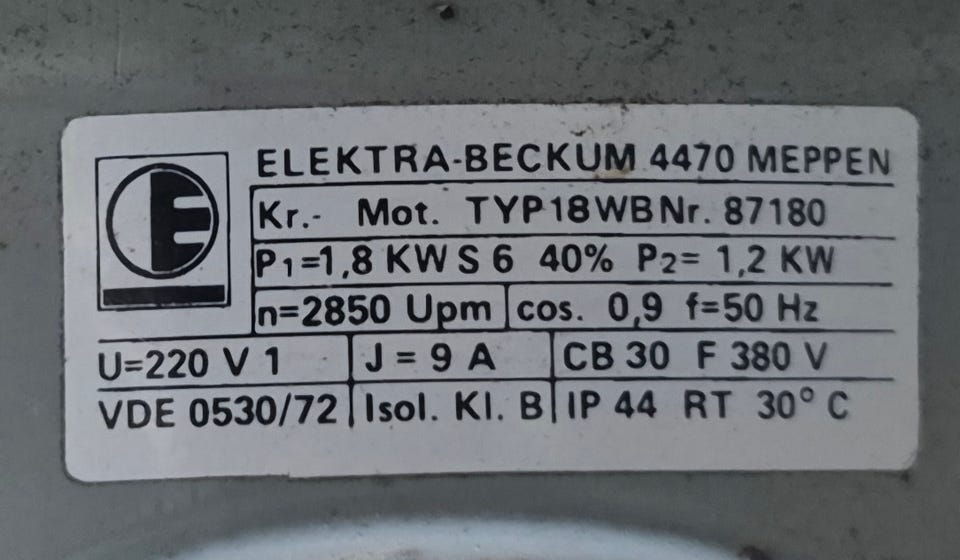 ELEKTRA-BECKUM 4470 MEPPEN
Kr.- Mot. TYP18WBNr. 87180
P1=1,8 KW S 6 40% P2= 1,2 KW
n=2850 Upm cos. 0,9 f=50 Hz
U=220 V 1 J = 9 A CB 30 F 380 V
VDE 0530/72 Isol. Kl. B IP 44 RT 30° C